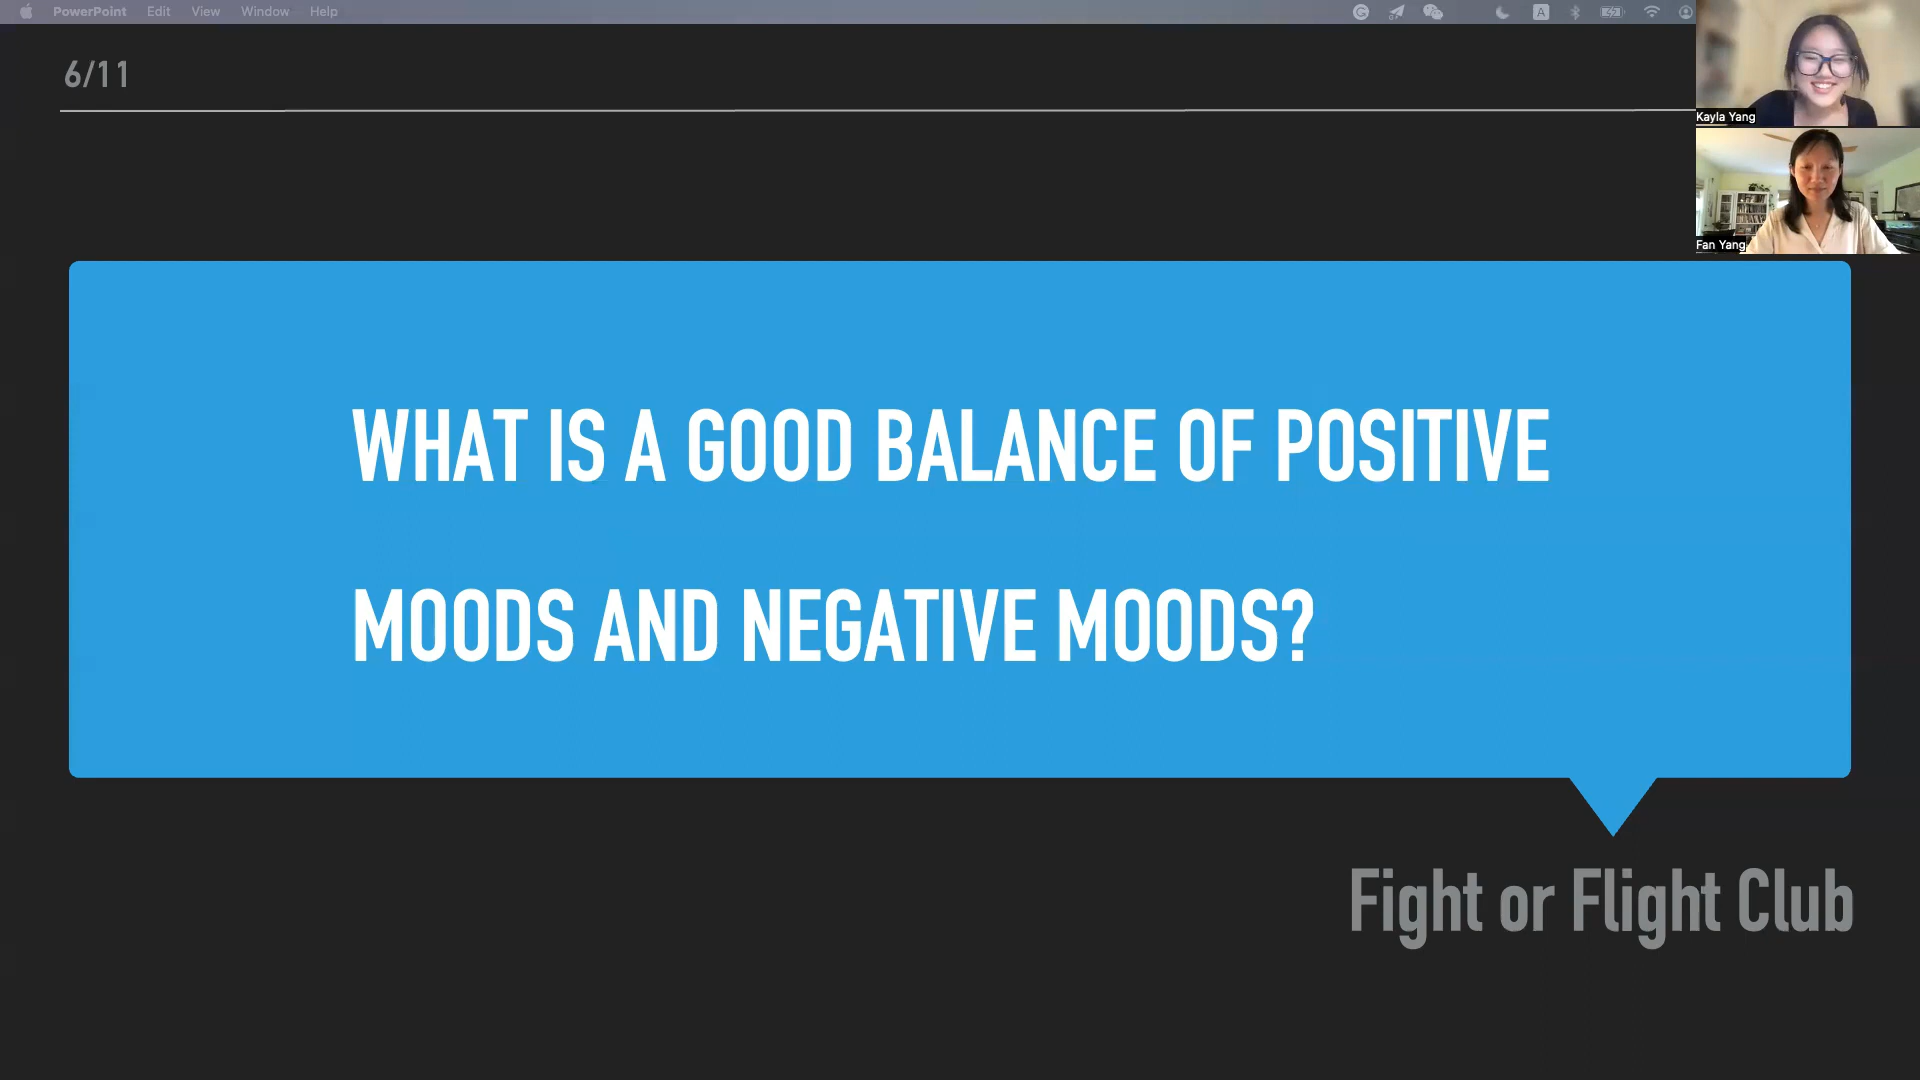 PowerPoint Edit View Window Help
A
6/11
Kayla Yang
Fan Yang
WHAT IS A GOOD BALANCE OF POSITIVE
MOODS AND NEGATIVE MOODS?
Fight or Flight Club